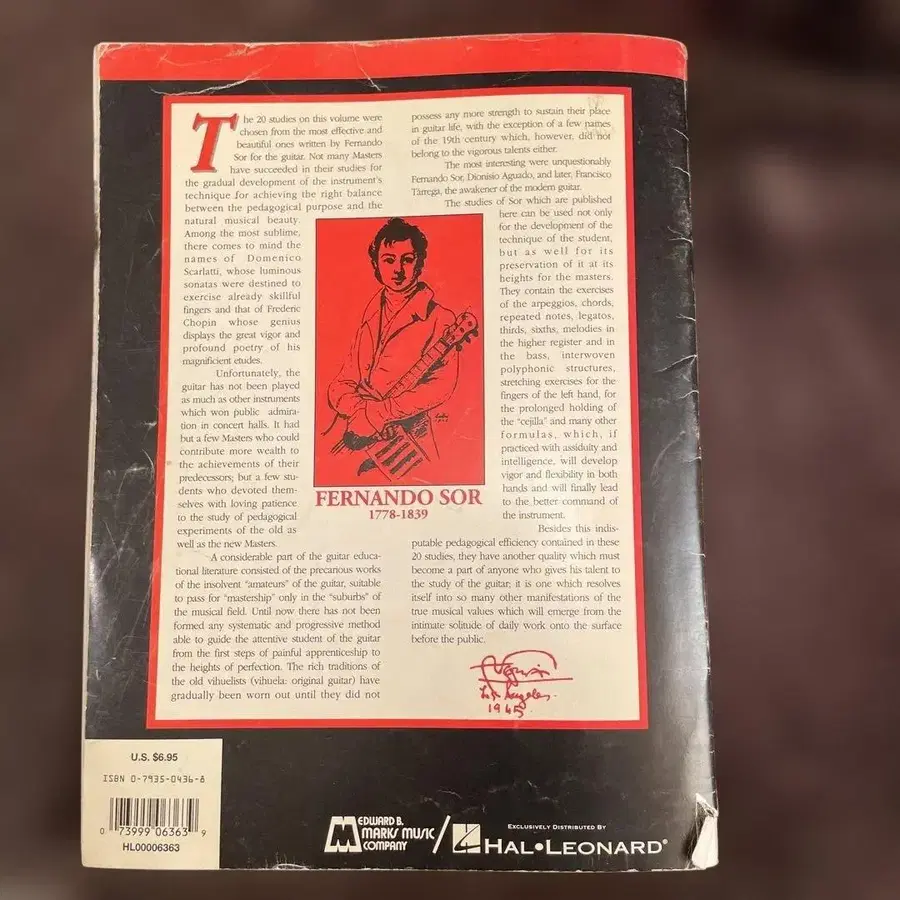 The 20 studies on this volume were
chosen from the most effective and
beautiful ones written by Fernando
Sor for the guitar. Not many Masters
have succeeded in their studies for
the gradual development of the instrument's
technique for achieving the right balance
between the pedagogical purpose and the
natural musical beauty.
Among the most sublime,
there comes to mind the
names of Domenico
Scarlatti, whose luminous
sonatas were destined to
exercise already skillful
fingers and that of Frederic
Chopin whose genius
displays the great vigor and
profound poetry of his
magnificient etudes.
Unfortunately, the
guitar has not been played
as much as other instruments
which won public admira-
tion in concert halls. It had
but a few Masters who could
contribute more wealth to
the achievements of their
predecessors; but a few stu-
dents who devoted them-
selves with loving patience
to the study of pedagogical
experiments of the old as
well as the new Masters.
A considerable part of the guitar educa-
tional literature consisted of the precarious works
of the insolvent "amateurs" of the guitar, suitable
to pass for "mastership" only in the "suburbs" of
the musical field. Until now there has not been
formed any systematic and progressive method
able to guide the attentive student of the guitar
from the first steps of painful apprenticeship to
the heights of perfection. The rich traditions of
the old vihuelists (vihuela: original guitar) have
gradually been worn out until they did not
possess any more strength to sustain their place
in guitar life, with the exception of a few names
of the 19th century which, however, did not
belong to the vigorous talents either.
The most interesting were unquestionably
Fernando Sor, Dionisio Aguado, and later, Francisco
Tárrega, the awakener of the modern guitar.
The studies of Sor which are published
here can be used not only
for the development of the
technique of the student,
but as well for its
preservation of it at its
heights for the masters.
They contain the exercises
of the arpeggios, chords,
repeated notes, legatos,
thirds, sixths, melodies in
the higher register and in
the bass, interwoven
polyphonic structures,
stretching exercises for the
fingers of the left hand, for
the prolonged holding of
the "cejilla" and many other
formulas, which, if
practiced with assiduity and
intelligence, will develop
vigor and flexibility in both
hands and will finally lead
to the better command of
the instrument.
Besides this indis-
putable pedagogical efficiency contained in these
20 studies, they have another quality which must
become a part of anyone who gives his talent to
the study of the guitar; it is one which resolves
itself into so many other manifestations of the
true musical values which will emerge from the
intimate solitude of daily work onto the surface
before the public.
FERNANDO SOR
1778-1839
Los Angeles.
1945
U.S. $6.95
ISBN 0-7935-0436-8
0 73999 06363 9
HL00006363
EDWARD B.
MARKS MUSIC
COMPANY
EXCLUSIVELY DISTRIBUTED BY
HAL•LEONARD®